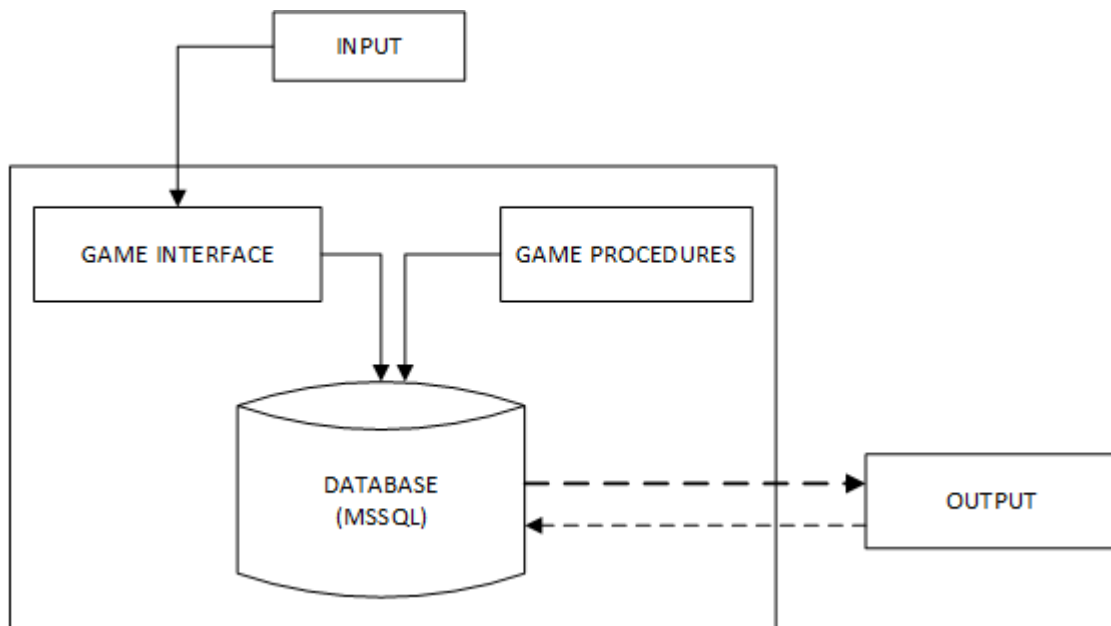 INPUT
GAME INTERFACE
GAME PROCEDURES
DATABASE
(MSSQL)
OUTPUT